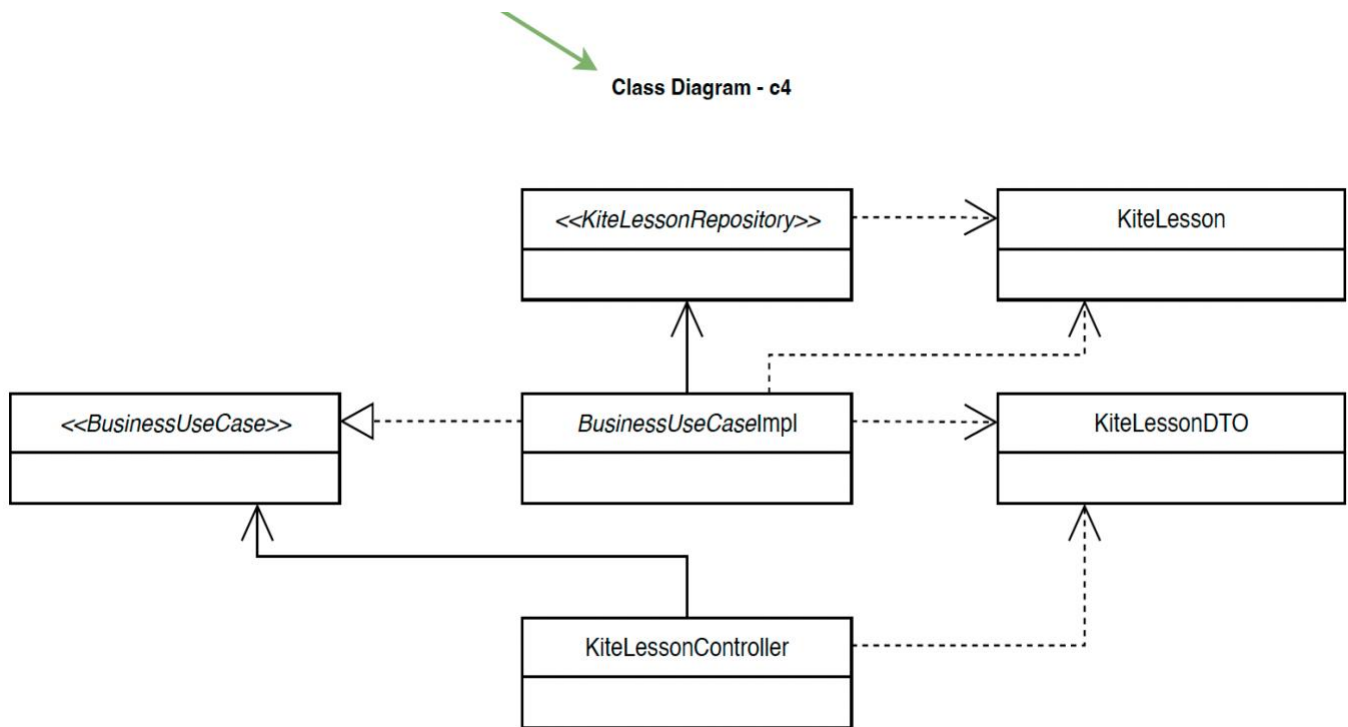 Class Diagram - c4
<<KiteLessonRepository>>
KiteLesson
<<BusinessUseCase>>
BusinessUseCaseImpl
KiteLessonDTO
KiteLessonController